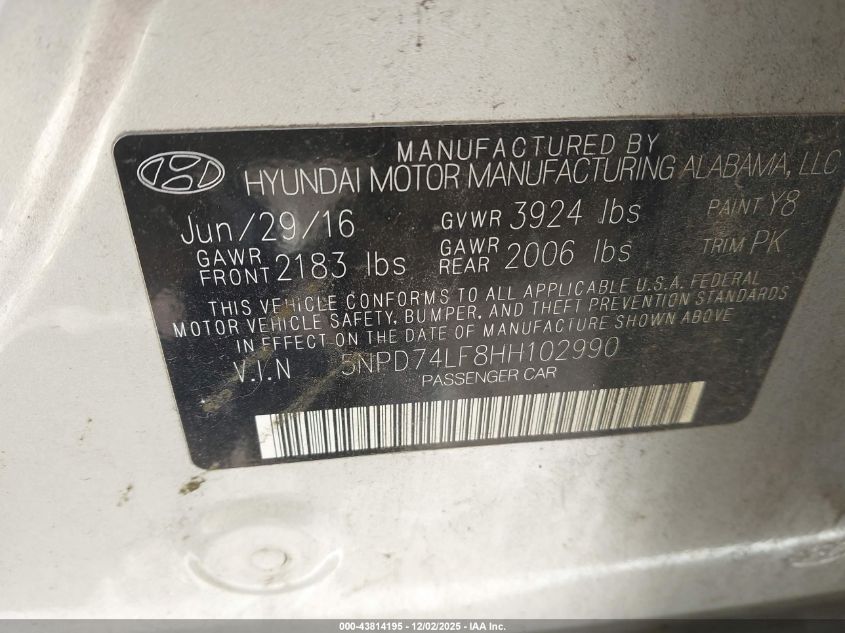 MANUFACTURED BY
HYUNDAI MOTOR MANUFACTURING ALABAMA, LLC
Jun/29/16 GVWR 3924 lbs PAINT Y8
GAWR FRONT 2183 lbs GAWR REAR 2006 lbs TRIM PK
THIS VEHICLE CONFORMS TO ALL APPLICABLE U.S.A. FEDERAL
MOTOR VEHICLE SAFETY, BUMPER, AND THEFT PREVENTION STANDARDS
IN EFFECT ON THE DATE OF MANUFACTURE SHOWN ABOVE
V.I.N 5NPD74LF8HH102990
PASSENGER CAR
000-43814195 - 12/02/2025 - IAA Inc.